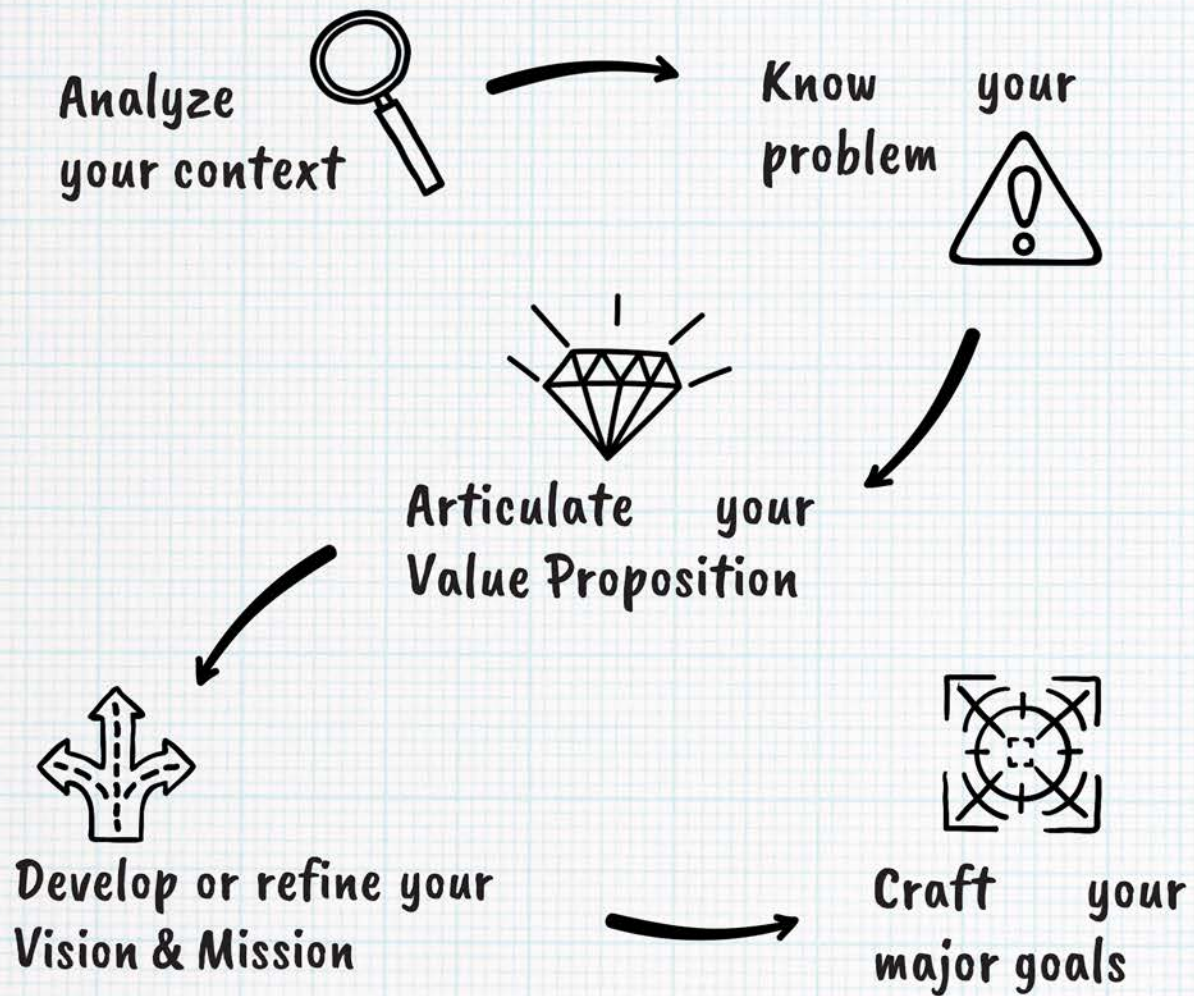 Analyze
your context
Know your
problem
Articulate your
Value Proposition
Develop or refine your
Vision & Mission
Craft your
major goals